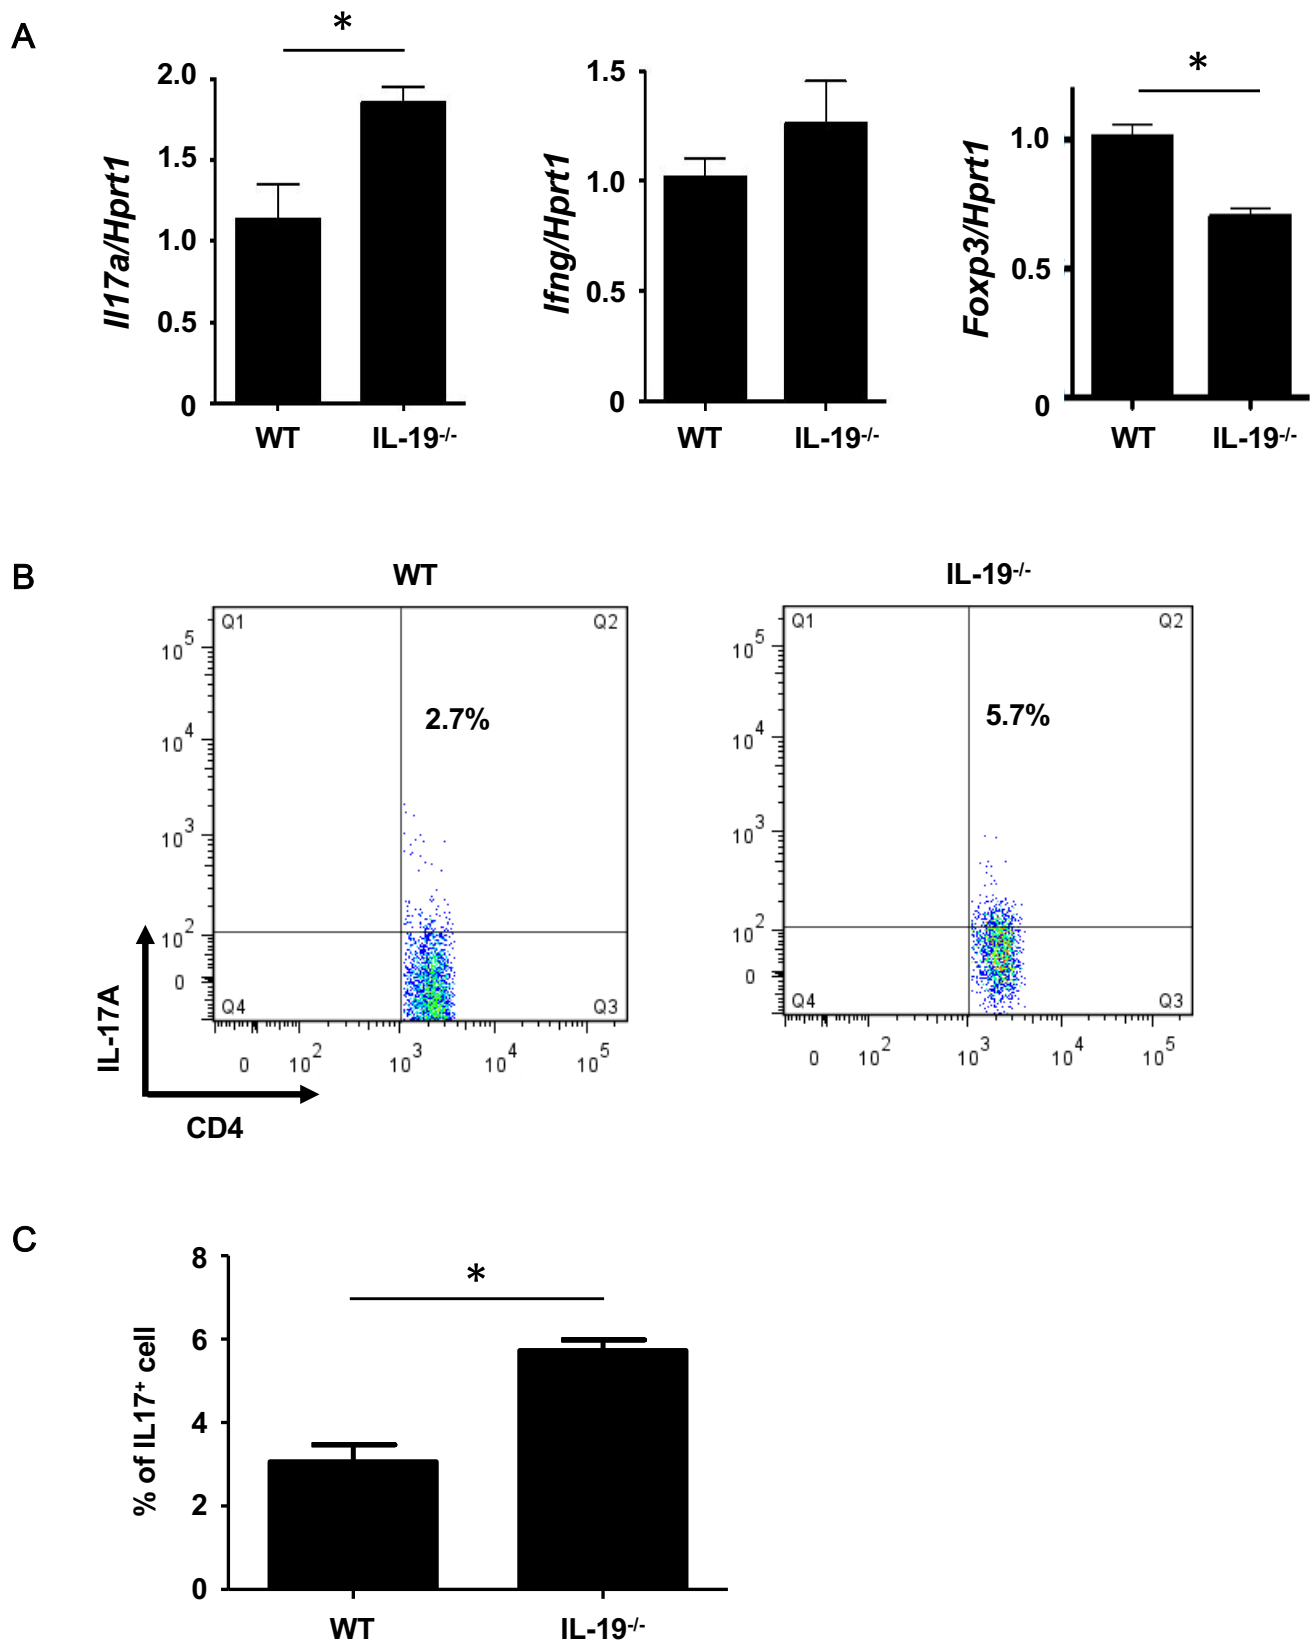 A
*
2.0
1.5
1.0
0.5
0
Il17a/Hprt1
WT IL-19-/-
1.5
1.0
0.5
0
Ifng/Hprt1
WT IL-19-/-
*
1.0
0.5
0
Foxp3/Hprt1
WT IL-19-/-
B
WT
Q1 Q2
2.7%
Q4 Q3
10^5
10^4
10^3
10^2
0
0 10^2 10^3 10^4 10^5
IL-17A
CD4
IL-19-/-
Q1 Q2
5.7%
Q4 Q3
10^5
10^4
10^3
10^2
0
0 10^2 10^3 10^4 10^5
C
*
8
6
4
2
0
% of IL17+ cell
WT IL-19-/-